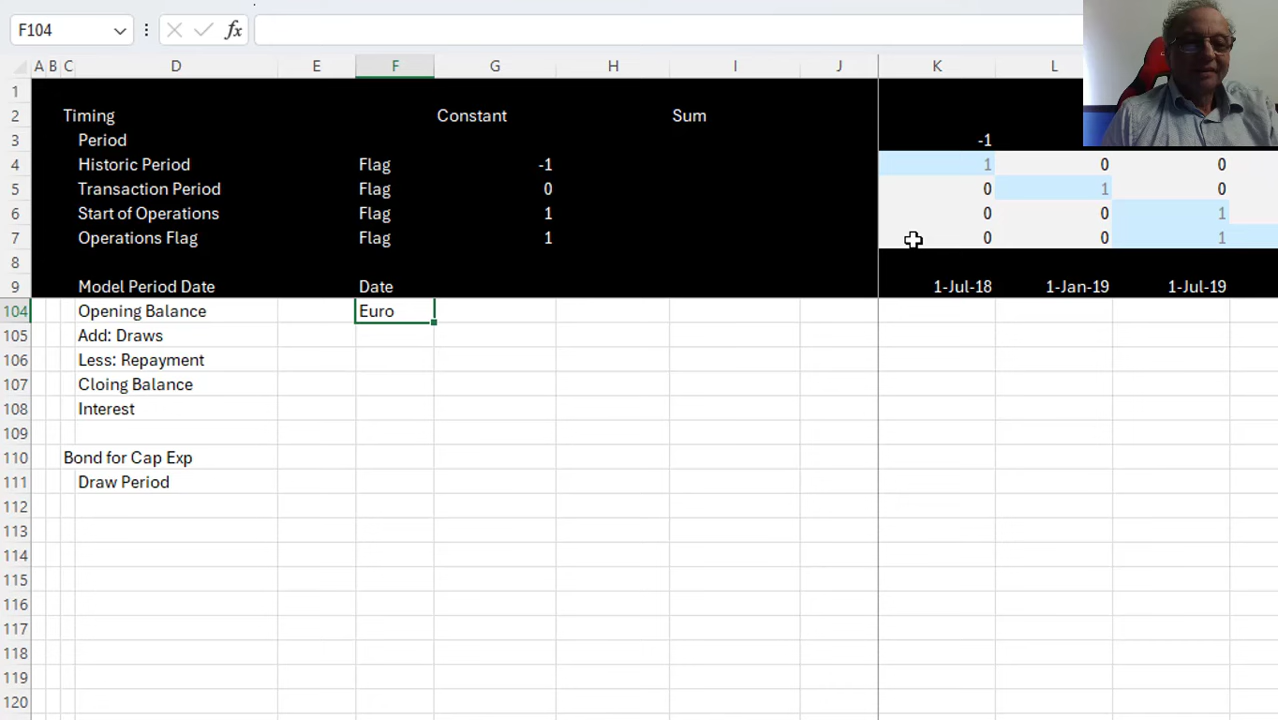 F104 fx
A B C D E F G H I J K L
1
2 Timing Constant Sum
3 Period -1
4 Historic Period Flag -1 1 0 0
5 Transaction Period Flag 0 0 1 0
6 Start of Operations Flag 1 0 0 1
7 Operations Flag Flag 1 0 0 1
8
9 Model Period Date Date 1-Jul-18 1-Jan-19 1-Jul-19
104 Opening Balance Euro
105 Add: Draws
106 Less: Repayment
107 Cloing Balance
108 Interest
109
110 Bond for Cap Exp
111 Draw Period
112
113
114
115
116
117
118
119
120